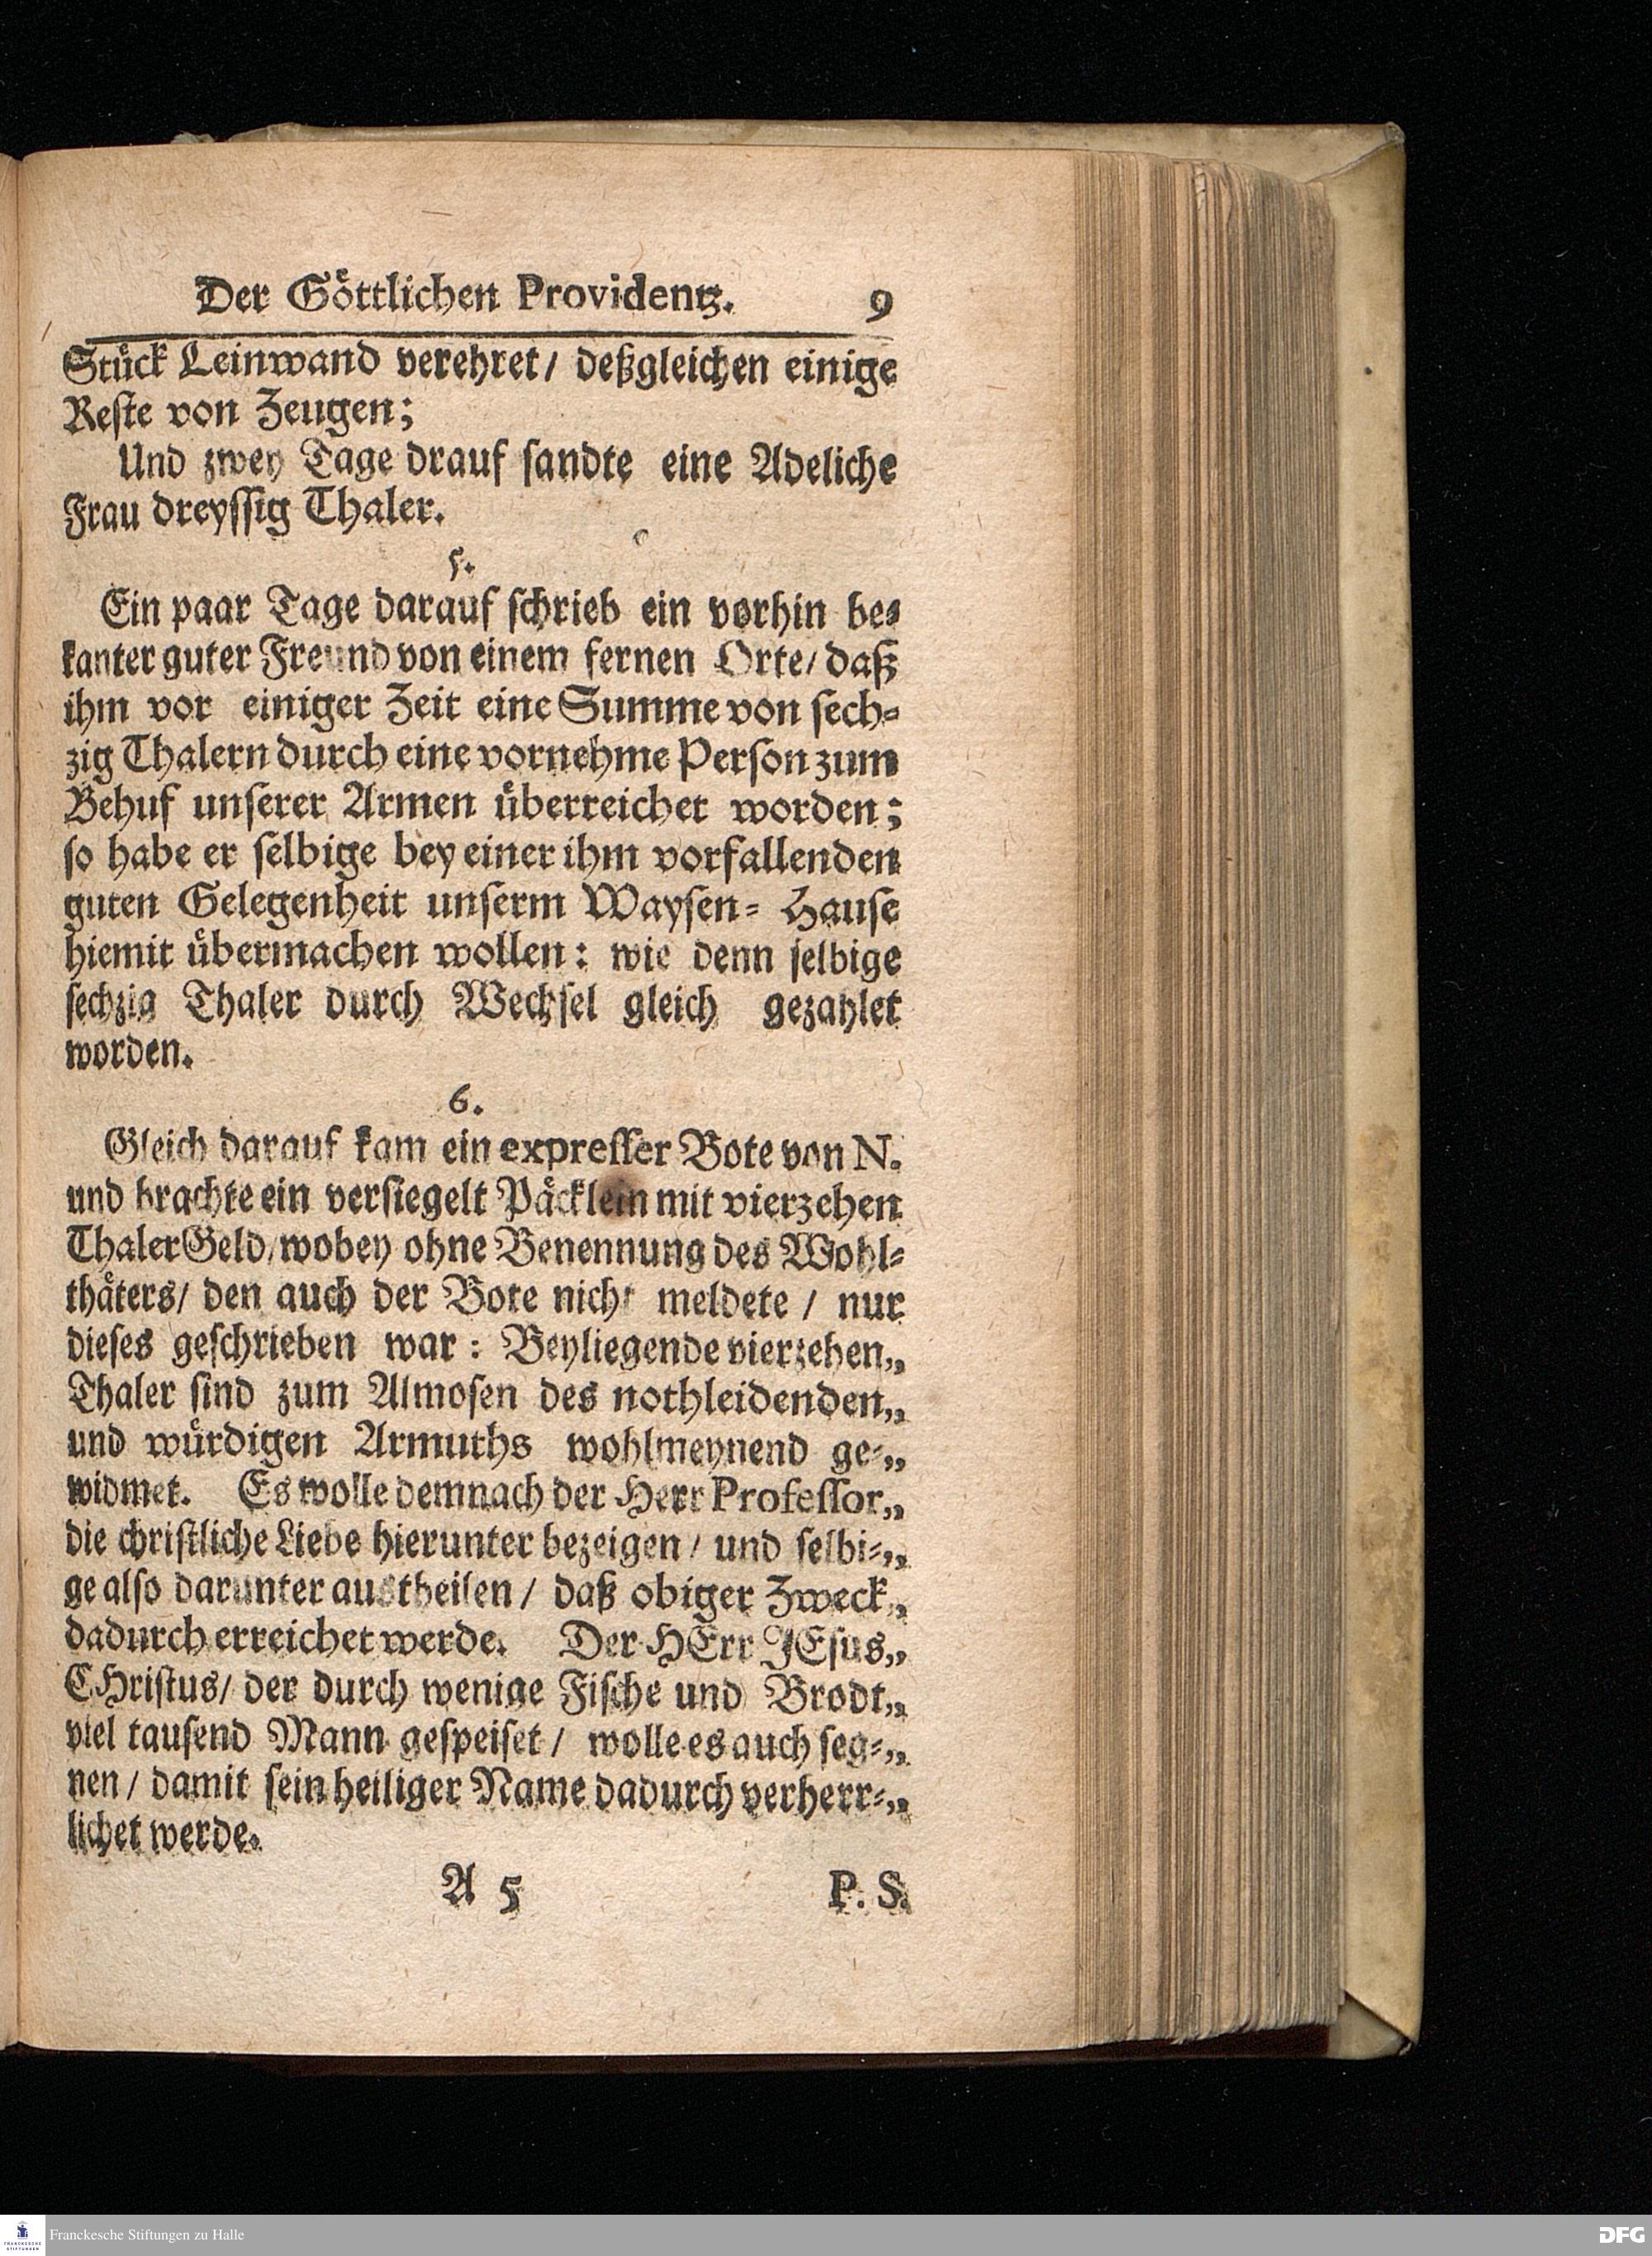 Der Göttlichen Providentz. 9
Stück Leinwand verehret/ deßgleichen einige
Reste von Zeugen;
Und zwey Tage drauf sandte eine Adeliche
Frau dreyssig Thaler.
5.
Ein paar Tage darauf schrieb ein vorhin be-
kanter guter Freund von einem fernen Orte/ daß
ihm vor einiger Zeit eine Summe von sech-
zig Thalern durch eine vornehme Person zum
Behuf unserer Armen überreichet worden;
so habe er selbige bey einer ihm vorfallenden
guten Gelegenheit unserm Waysen-Hause
hiemit übermachen wollen: wie denn selbige
sechzig Thaler durch Wechsel gleich gezahlet
worden.
6.
Gleich darauf kam ein expresser Bote von N.
und brachte ein versiegelt Päcklein mit vierzehen
Thaler Geld/ wobey ohne Benennung des Wohl-
thäters/ den auch der Bote nicht meldete / nur
dieses geschrieben war: Beyliegende vierzehen„
Thaler sind zum Almosen des nothleidenden„
und würdigen Armuths wohlmeynend ge-„
widmet. Es wolle demnach der Herr Professor„
die christliche Liebe hierunter bezeigen / und selbi-„
ge also darunter austheilen / daß obiger Zweck„
dadurch erreichet werde. Der HErr JEsus„
CHristus/ der durch wenige Fische und Brodt„
viel tausend Mann gespeiset / wolle es auch seg-„
nen / damit sein heiliger Name dadurch verherr-„
lichet werde.
A 5 P. S.
Franckesche Stiftungen zu Halle
FRANCKESCHE STIFTUNGEN
DFG